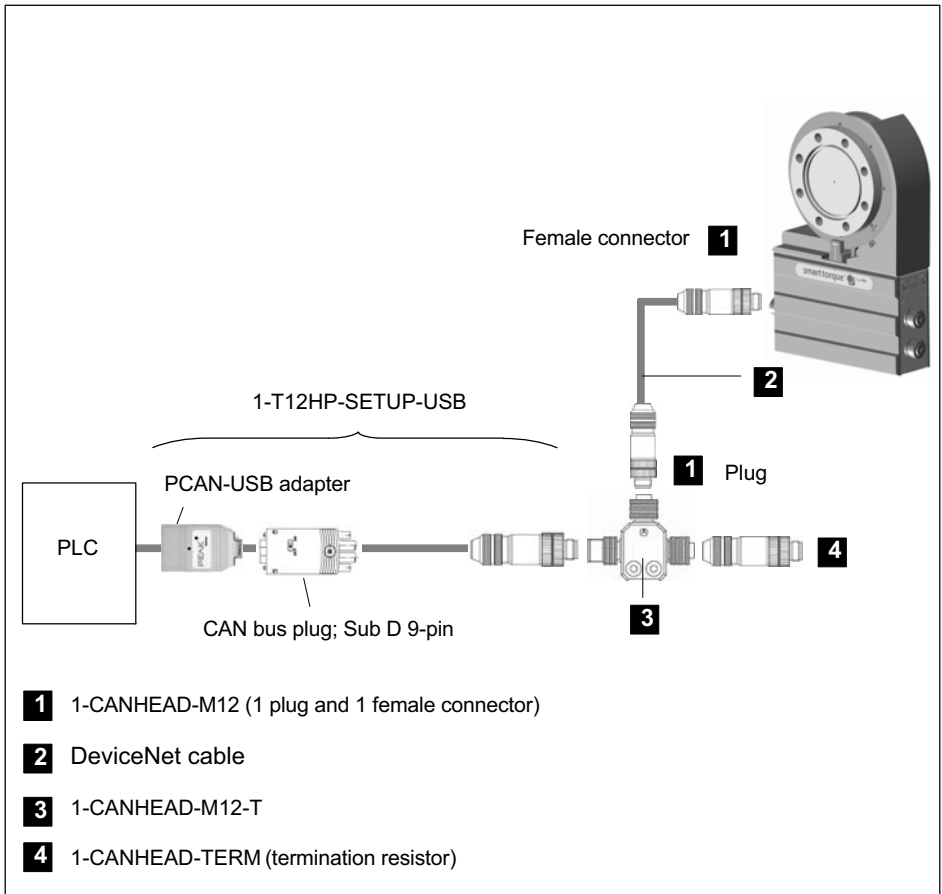 Female connector 1
smarttorque
2
1-T12HP-SETUP-USB
1 Plug
PCAN-USB adapter
PLC
PEAK
4
3
CAN bus plug; Sub D 9-pin
1 1-CANHEAD-M12 (1 plug and 1 female connector)
2 DeviceNet cable
3 1-CANHEAD-M12-T
4 1-CANHEAD-TERM (termination resistor)